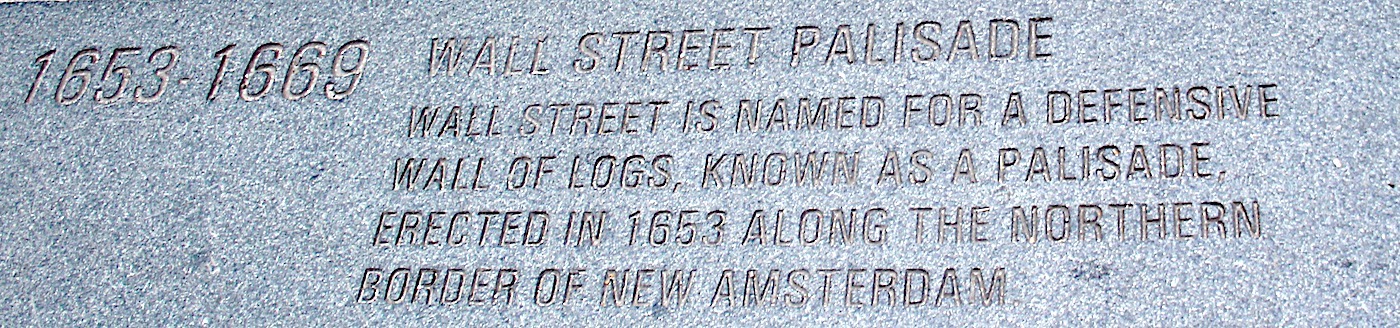 1653-1669 WALL STREET PALISADE
WALL STREET IS NAMED FOR A DEFENSIVE
WALL OF LOGS, KNOWN AS A PALISADE,
ERECTED IN 1653 ALONG THE NORTHERN
BORDER OF NEW AMSTERDAM.